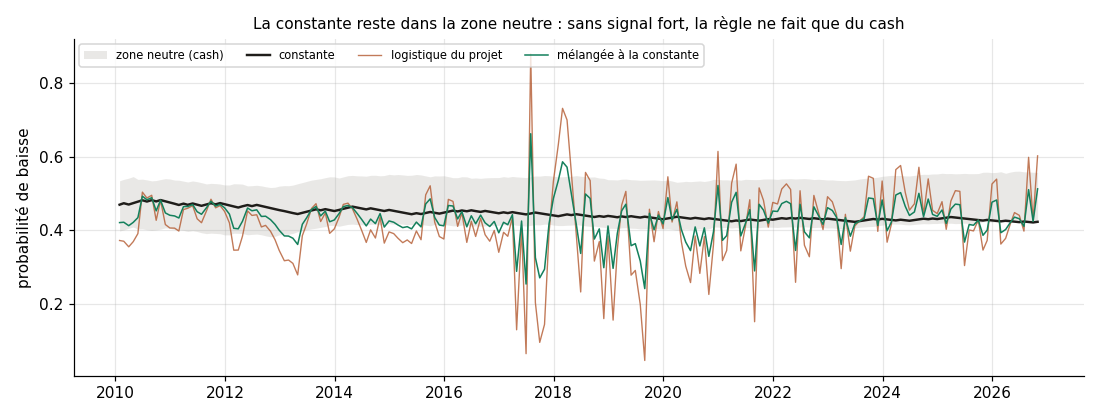 La constante reste dans la zone neutre : sans signal fort, la règle ne fait que du cash
zone neutre (cash) constante logistique du projet mélangée à la constante
probabilité de baisse
0.8
0.6
0.4
0.2
2010 2012 2014 2016 2018 2020 2022 2024 2026